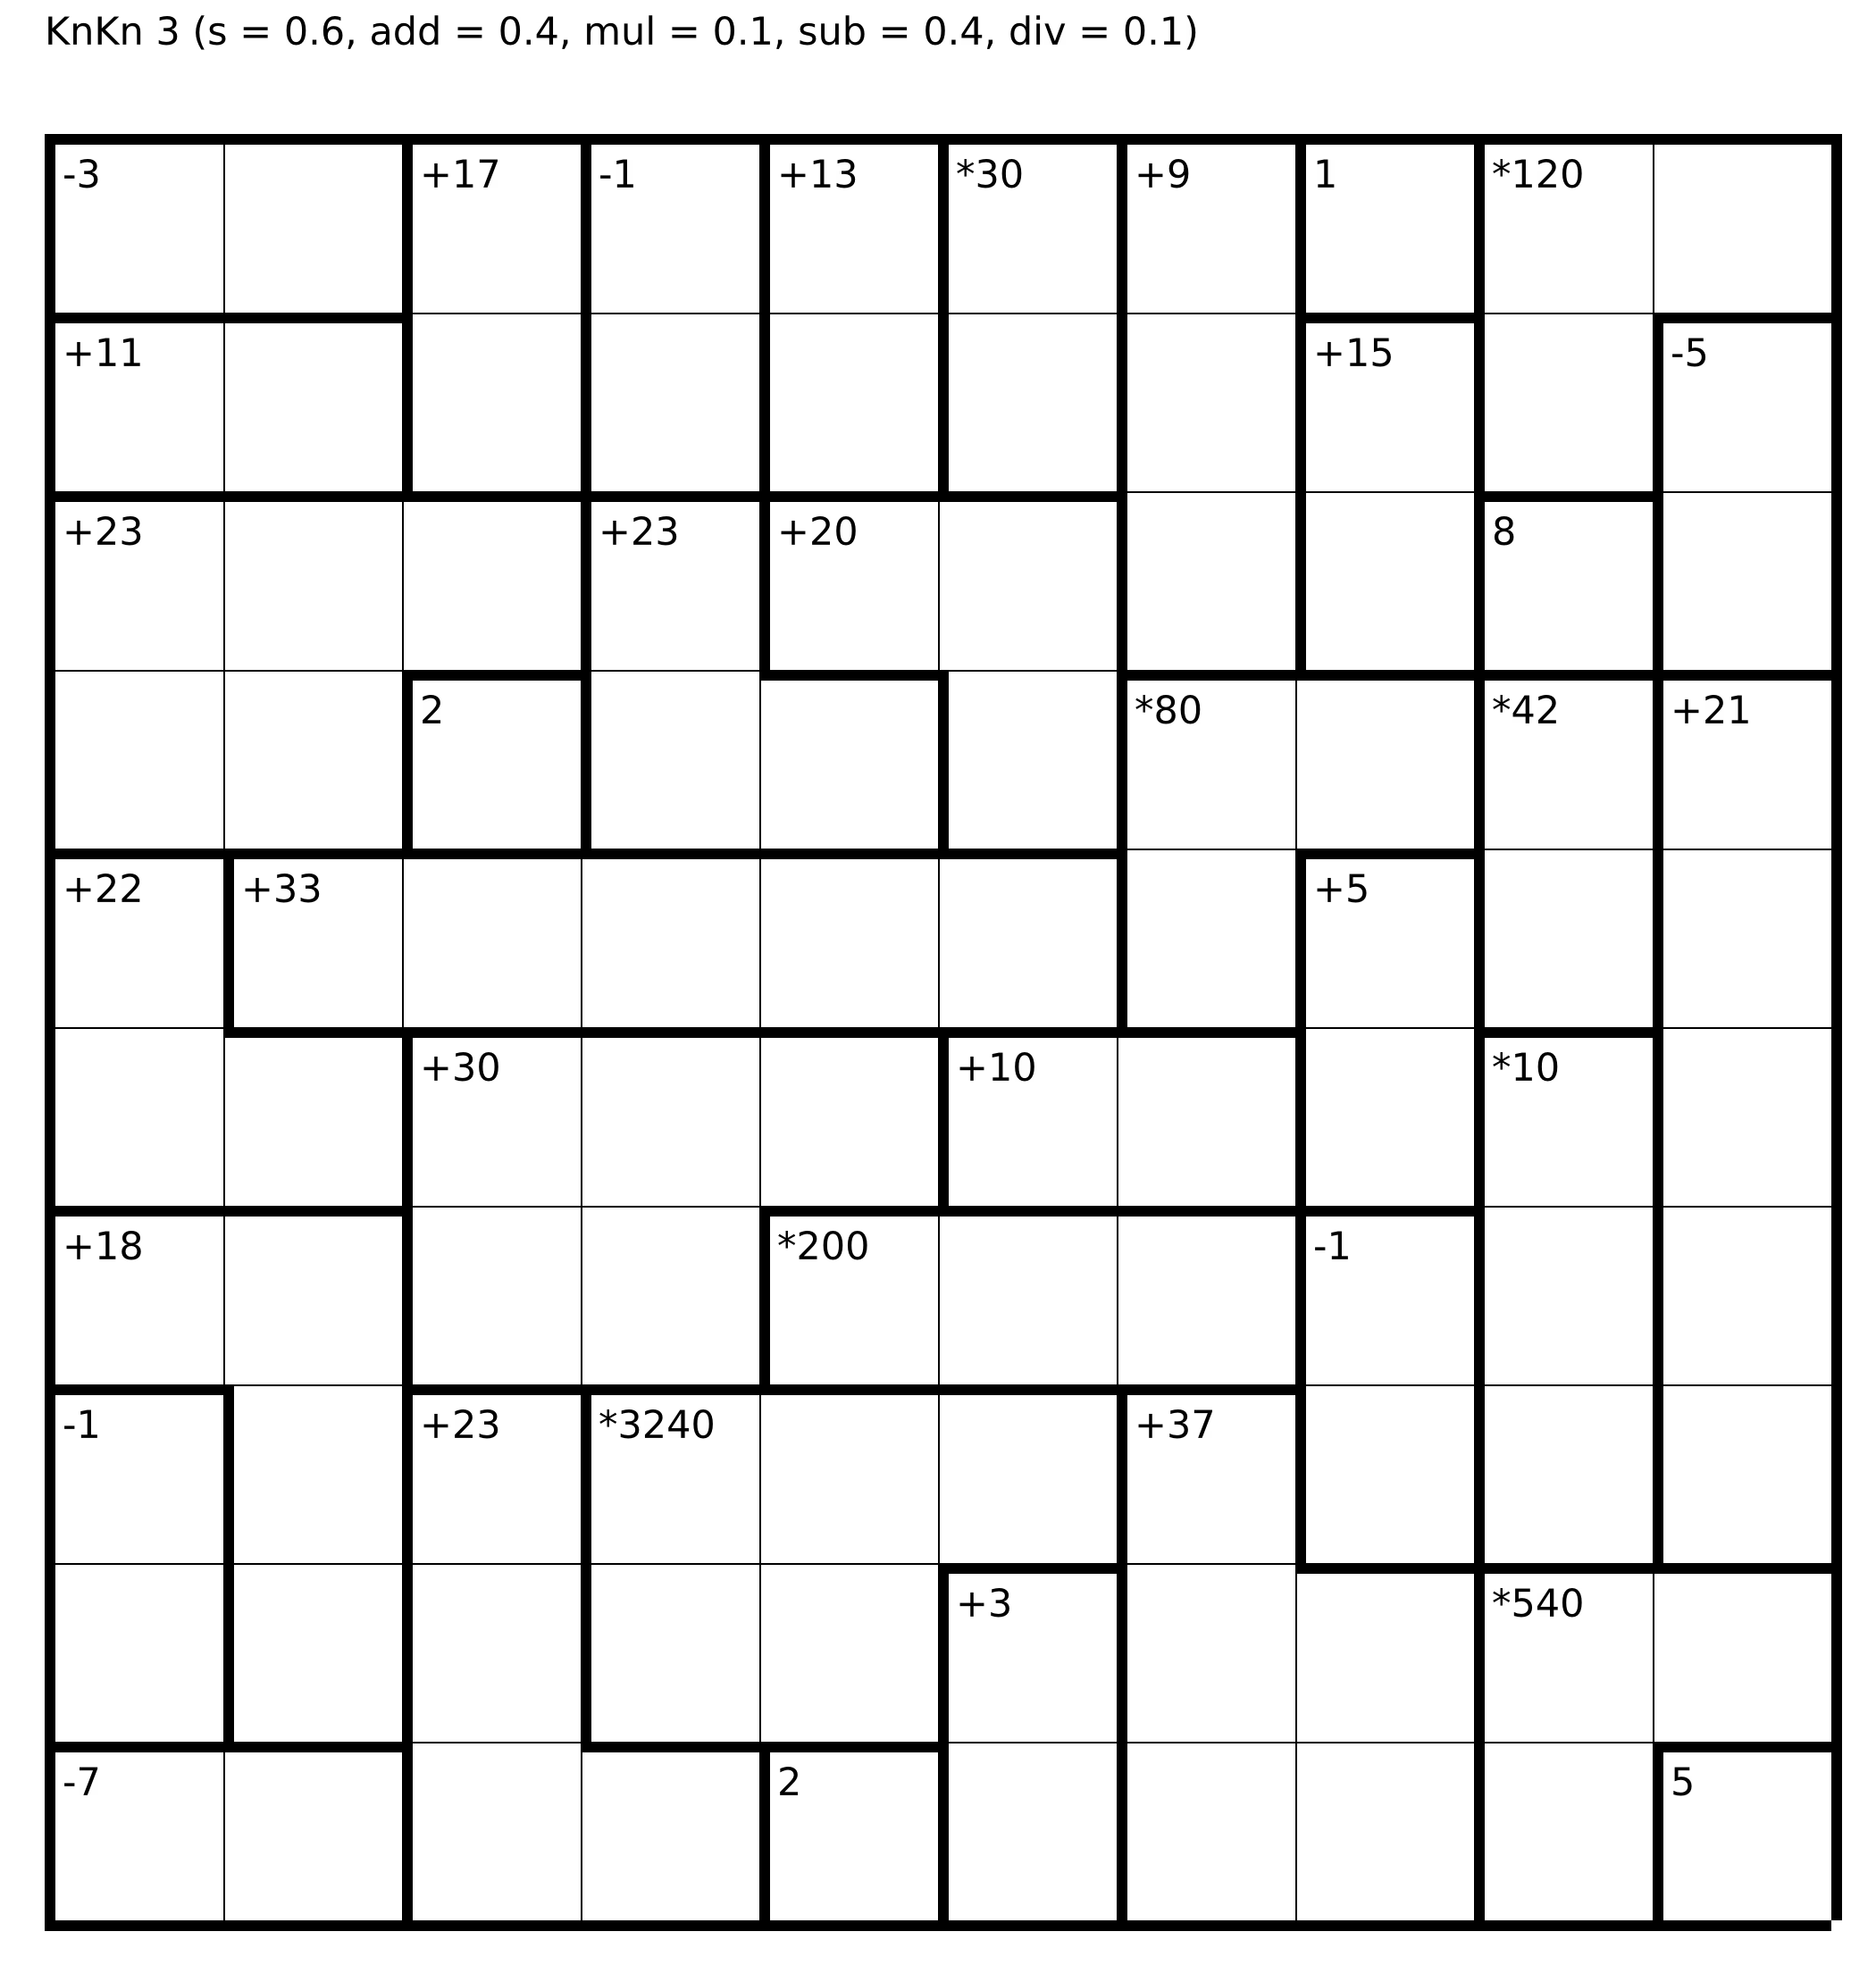 KnKn 3 (s = 0.6, add = 0.4, mul = 0.1, sub = 0.4, div = 0.1)
-3 +17 -1 +13 *30 +9 1 *120
+11 +15 -5
+23 +23 +20 8
2 *80 *42 +21
+22 +33 +5
+30 +10 *10
+18 *200 -1
-1 +23 *3240 +37
+3 *540
-7 2 5